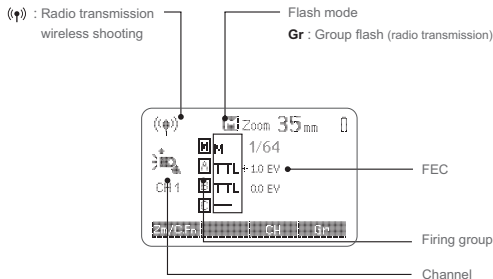 ((●)) : Radio transmission
wireless shooting
Flash mode
Gr : Group flash (radio transmission)
Zoom 35mm
M M 1/64
A TTL +1.0 EV
B TTL 0.0 EV
C —
CH 1
Zm/C.Fn CH Gr
FEC
Firing group
Channel